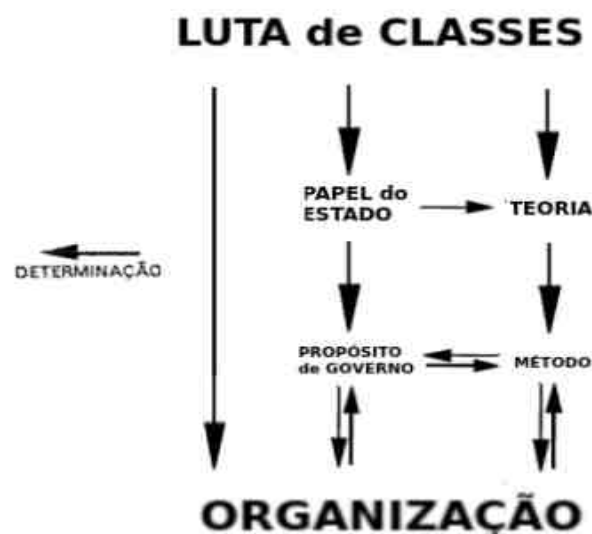 LUTA de CLASSES
PAPEL do
ESTADO
TEORIA
DETERMINAÇÃO
PROPÓSITO
de GOVERNO
MÉTODO
ORGANIZAÇÃO